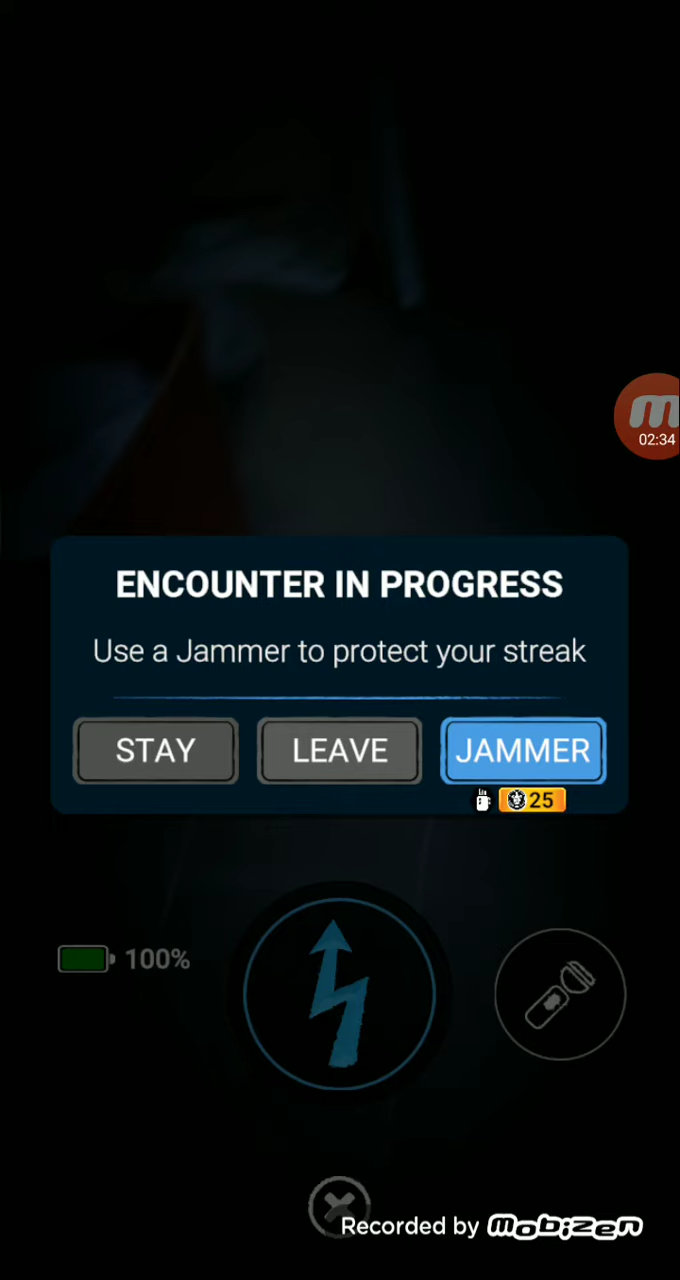 02:34
ENCOUNTER IN PROGRESS
Use a Jammer to protect your streak
STAY LEAVE JAMMER
25
100%
Recorded by mobizen